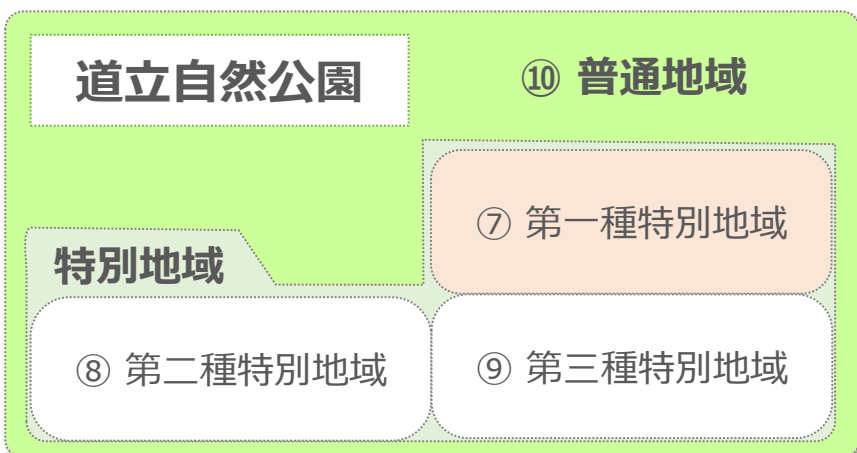 道立自然公園
⑩ 普通地域
⑦ 第一種特別地域
特別地域
⑧ 第二種特別地域
⑨ 第三種特別地域